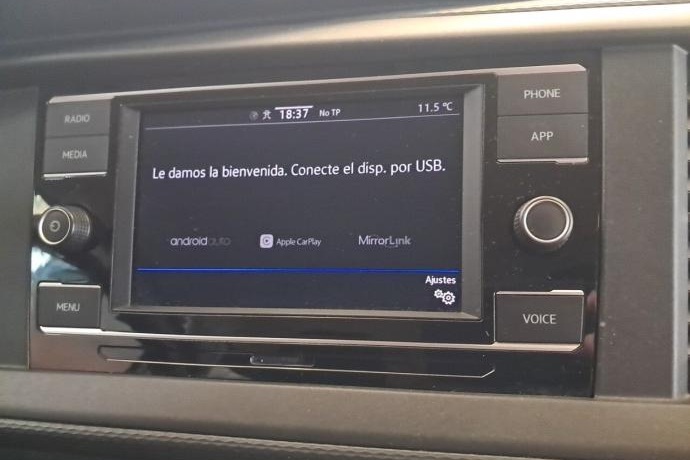 RADIO
MEDIA
MENU
18:37
No TP
11.5 °C
Le damos la bienvenida. Conecte el disp. por USB.
androidauto
Apple CarPlay
MirrorLink
Ajustes
PHONE
APP
VOICE